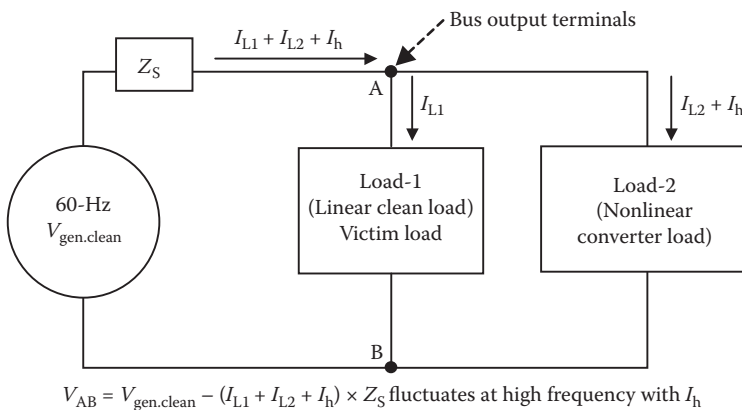 Bus output terminals
I_L1 + I_L2 + I_h
Z_S
A
I_L1
I_L2 + I_h
60-Hz
V_gen.clean
Load-1
(Linear clean load)
Victim load
Load-2
(Nonlinear
converter load)
B
V_AB = V_gen.clean – (I_L1 + I_L2 + I_h) × Z_S fluctuates at high frequency with I_h